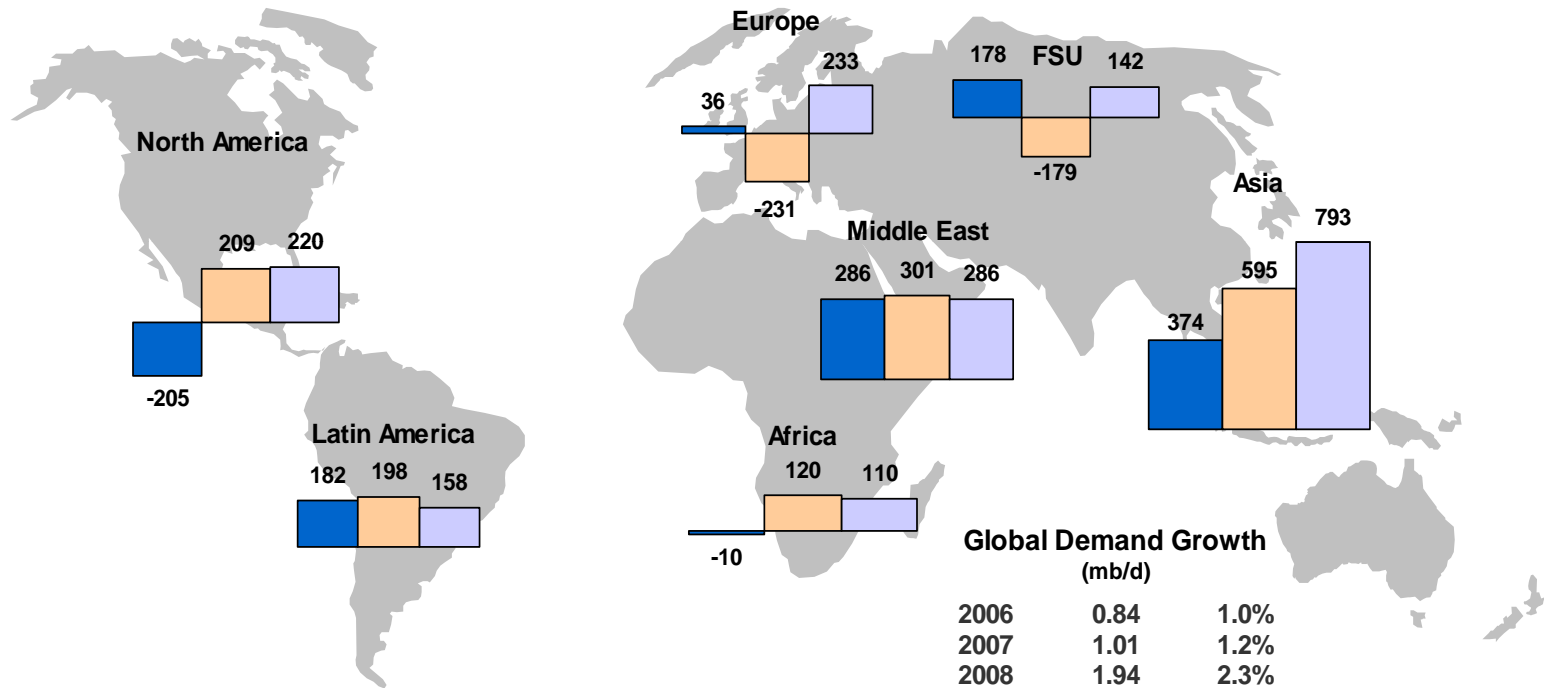 Europe
233
36
-231
178
FSU
142
-179
North America
209
220
-205
Asia
793
595
374
Middle East
286
301
286
Latin America
182
198
158
Africa
120
110
-10
Global Demand Growth
(mb/d)
2006 0.84 1.0%
2007 1.01 1.2%
2008 1.94 2.3%